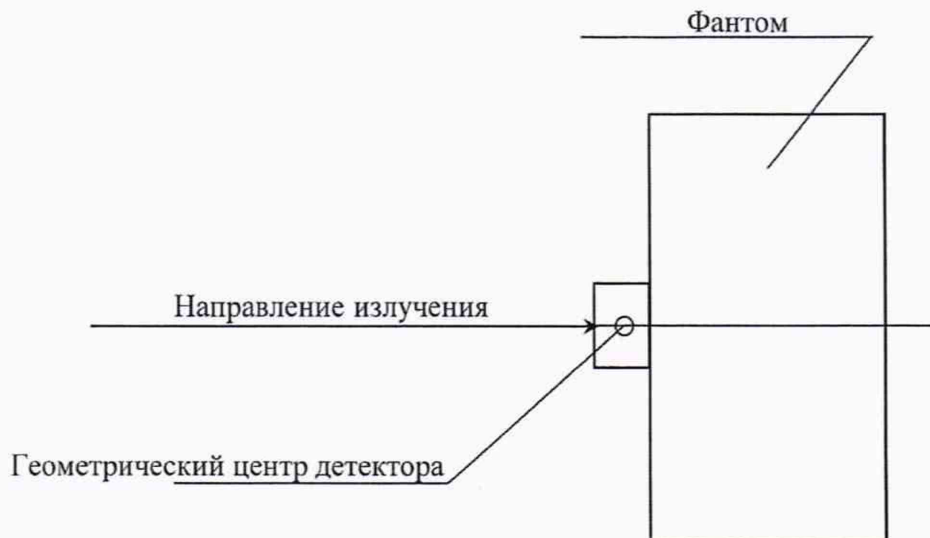 Фантом
Направление излучения
Геометрический центр детектора